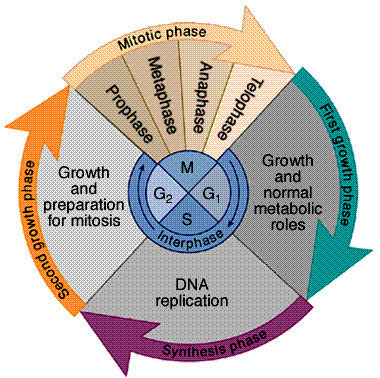 Mitotic phase
Prophase
Metaphase
Anaphase
Telophase
First growth phase
Growth
and
normal
metabolic
roles
Growth
and
preparation
for mitosis
Second growth phase
M
G2
G1
S
Interphase
DNA
replication
Synthesis phase